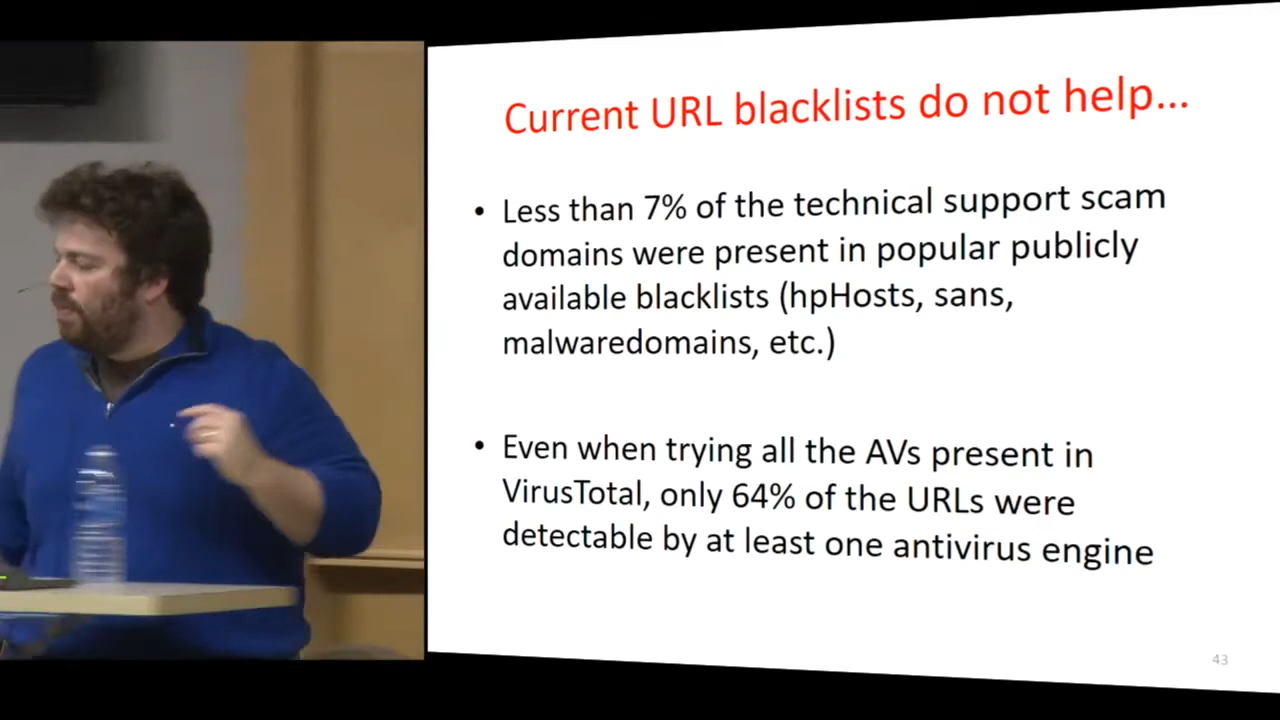 Current URL blacklists do not help...
• Less than 7% of the technical support scam
domains were present in popular publicly
available blacklists (hpHosts, sans,
malwaredomains, etc.)
• Even when trying all the AVs present in
VirusTotal, only 64% of the URLs were
detectable by at least one antivirus engine
43